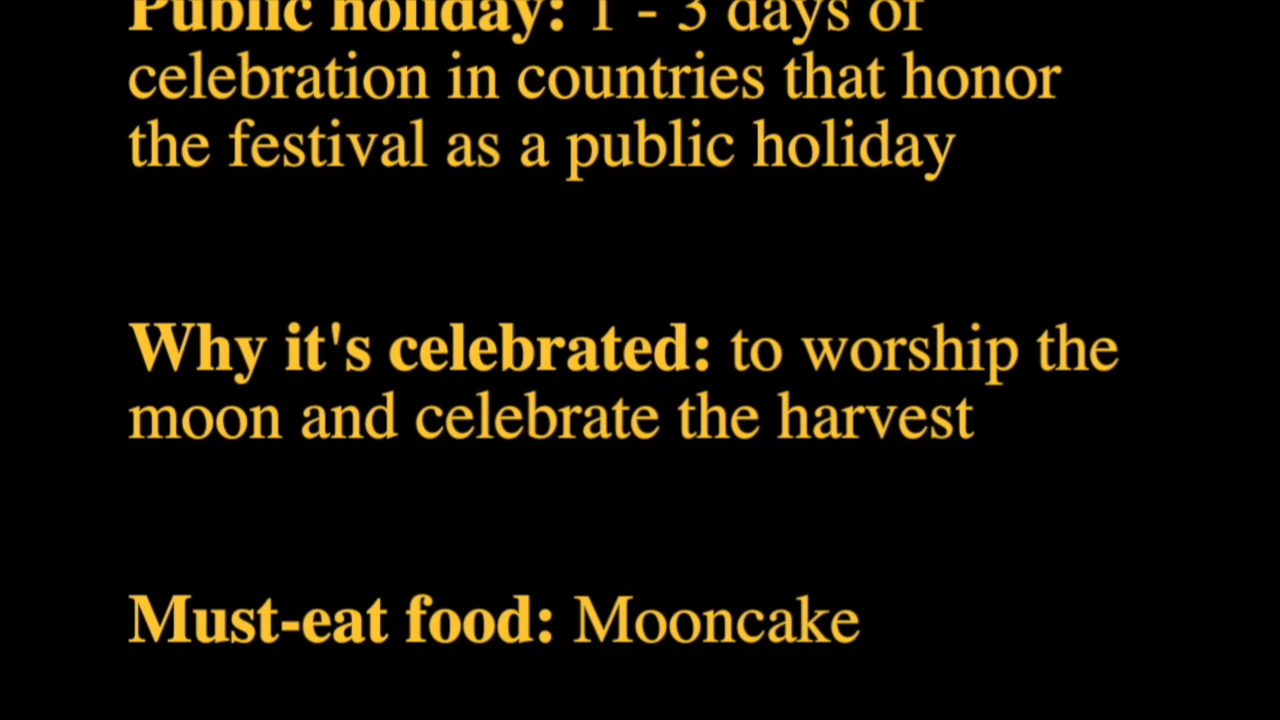 Public holiday: 1 - 3 days of
celebration in countries that honor
the festival as a public holiday
Why it's celebrated: to worship the
moon and celebrate the harvest
Must-eat food: Mooncake